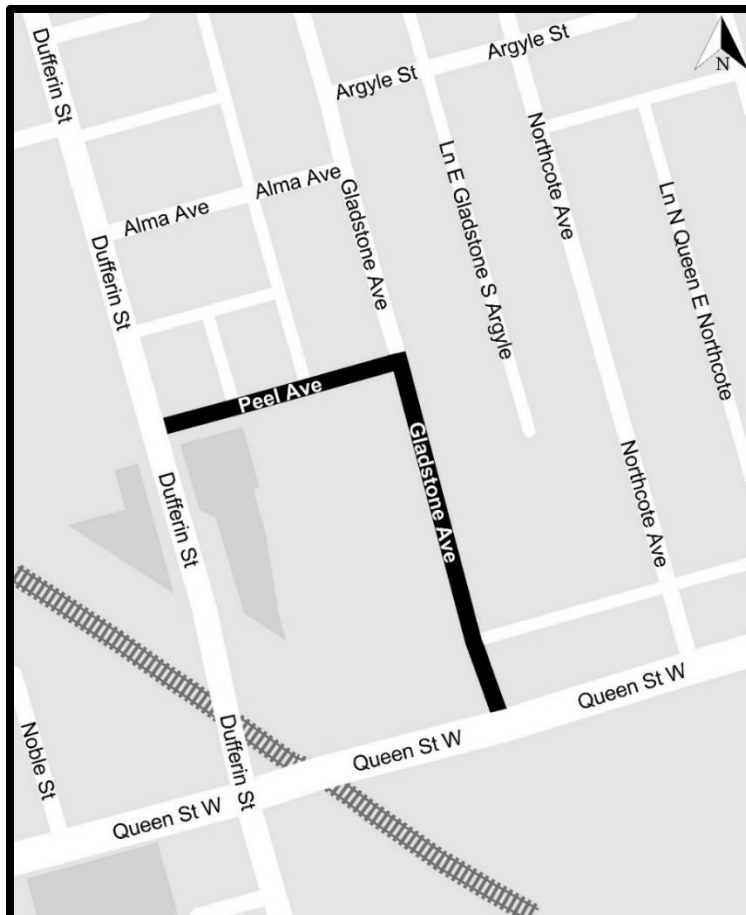 Dufferin St
Argyle St
Argyle St
N
Ln E Gladstone S Argyle
Northcote Ave
Ln N Queen E Northcote
Alma Ave
Alma Ave
Gladstone Ave
Dufferin St
Peel Ave
Gladstone Ave
Dufferin St
Northcote Ave
Noble St
Dufferin St
Queen St W
Queen St W
Queen St W